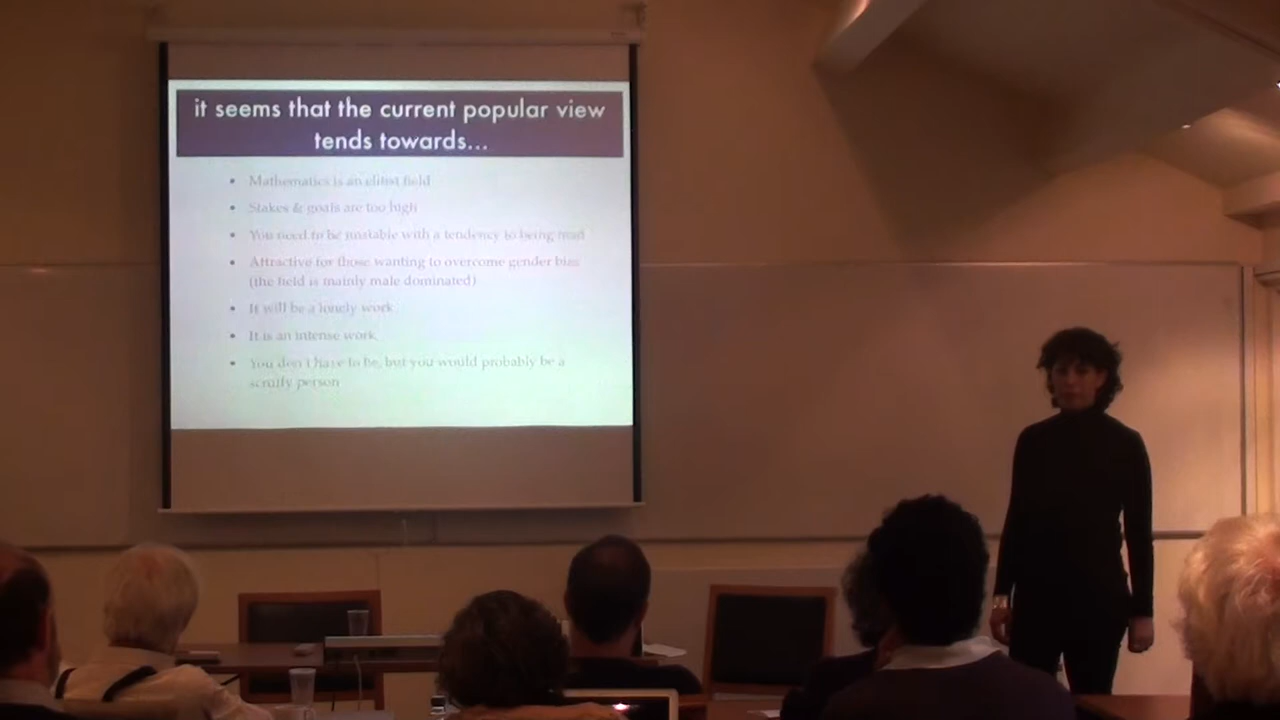 it seems that the current popular view
tends towards...
• Mathematics is an elitist field
• Stakes & goals are too high
• You need to be unstable with a tendency to being mad
• Attractive for those wanting to overcome gender bias
(the field is mainly male dominated)
• It will be a lonely work
• It is an intense work
• You don't have to be, but you would probably be a
scruffy person